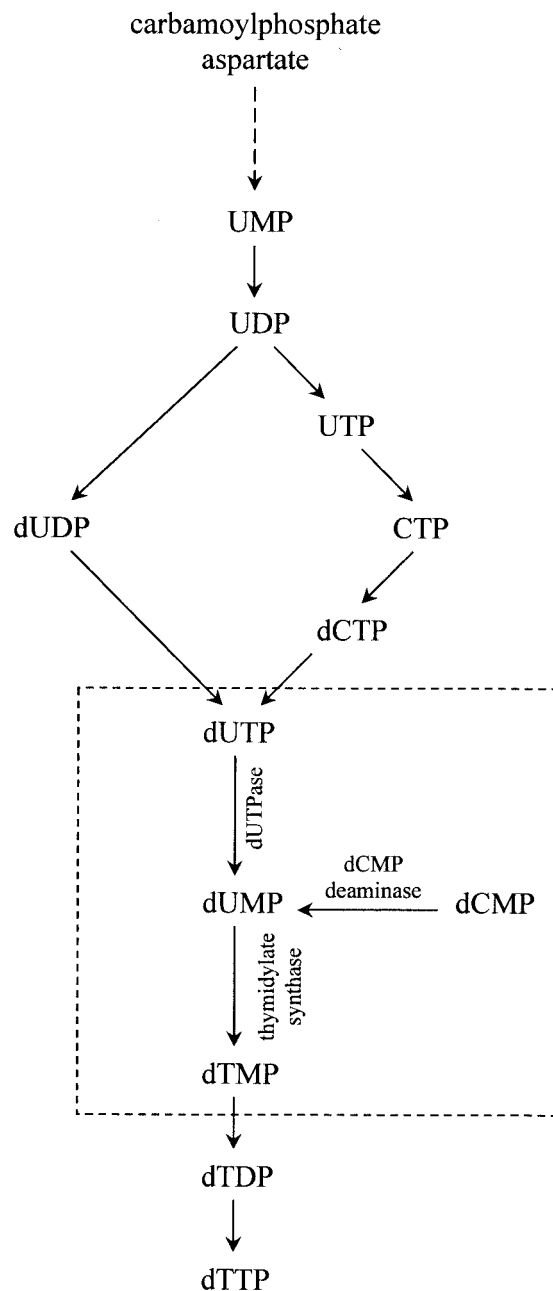 carbamoylphosphate
aspartate
UMP
UDP
UTP
dUDP
CTP
dCTP
dUTP
dUTPase
dCMP
deaminase
dUMP
dCMP
thymidylate
synthase
dTMP
dTDP
dTTP